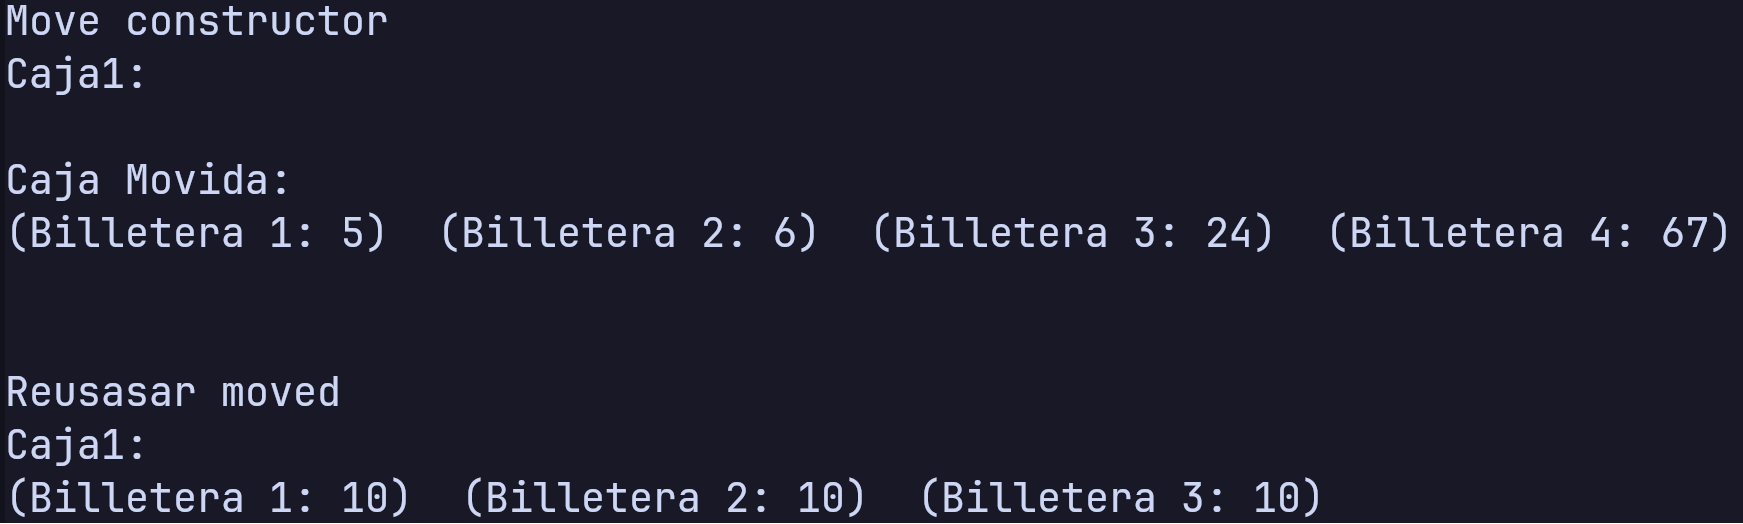 Move constructor
Caja1:
Caja Movida:
(Billetera 1: 5)  (Billetera 2: 6)  (Billetera 3: 24)  (Billetera 4: 67)
Reusasar moved
Caja1:
(Billetera 1: 10)  (Billetera 2: 10)  (Billetera 3: 10)